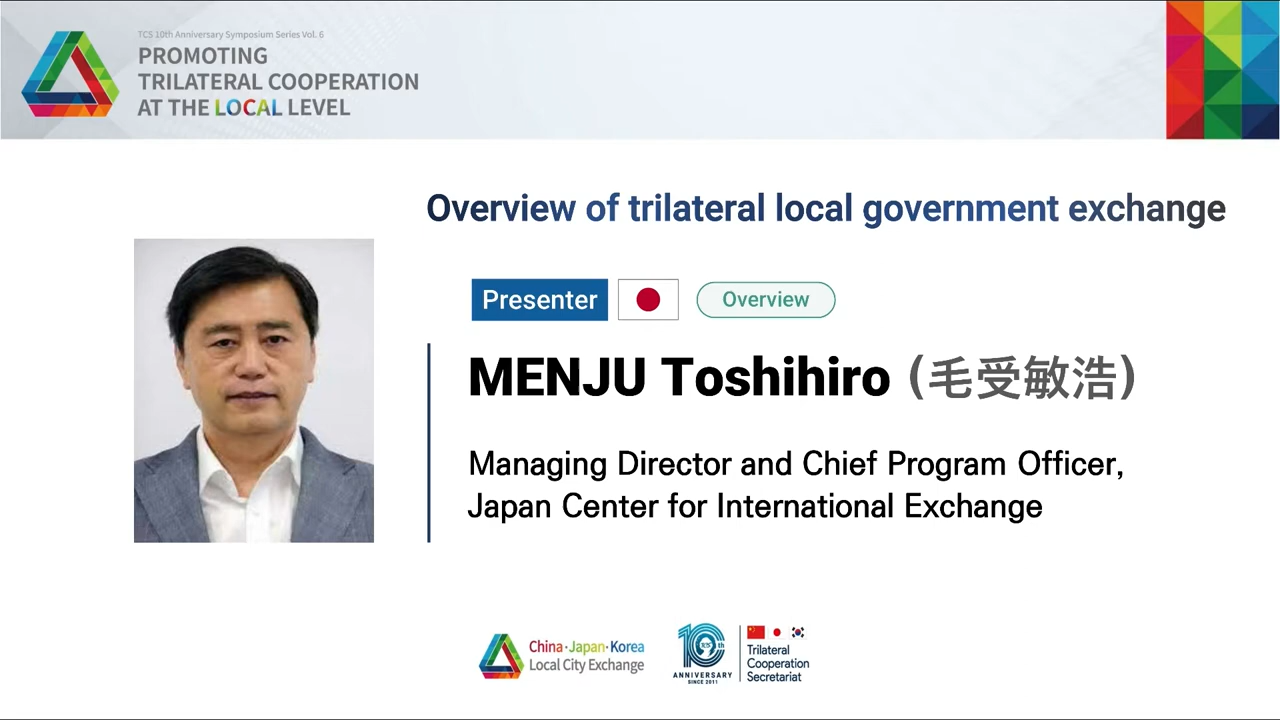 TCS 10th Anniversary Symposium Series Vol. 6
PROMOTING
TRILATERAL COOPERATION
AT THE LOCAL LEVEL
Overview of trilateral local government exchange
Presenter
Overview
MENJU Toshihiro (毛受敏浩)
Managing Director and Chief Program Officer,
Japan Center for International Exchange
China·Japan·Korea
Local City Exchange
10th
TCS
ANNIVERSARY
SINCE 2011
Trilateral
Cooperation
Secretariat